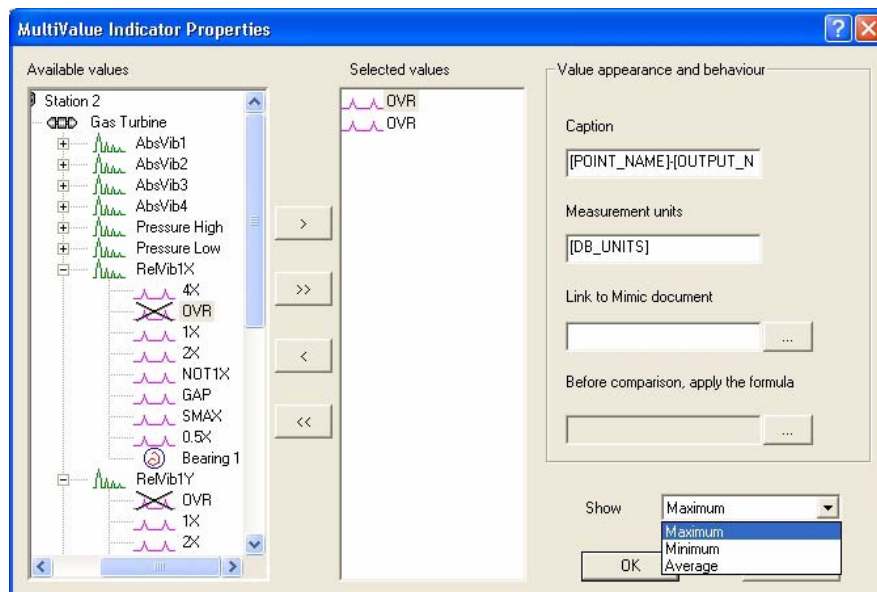 MultiValue Indicator Properties
Available values
Station 2
Gas Turbine
AbsVib1
AbsVib2
AbsVib3
AbsVib4
Pressure High
Pressure Low
RelVib1X
4X
OVR
1X
2X
NOT1X
GAP
SMAX
0.5X
Bearing 1
RelVib1Y
OVR
1X
2X
>
>>
<
<<
Selected values
OVR
OVR
Value appearance and behaviour
Caption
[POINT_NAME]-[OUTPUT_N
Measurement units
[DB_UNITS]
Link to Mimic document
...
Before comparison, apply the formula
...
Show
Maximum
Maximum
Minimum
Average
OK